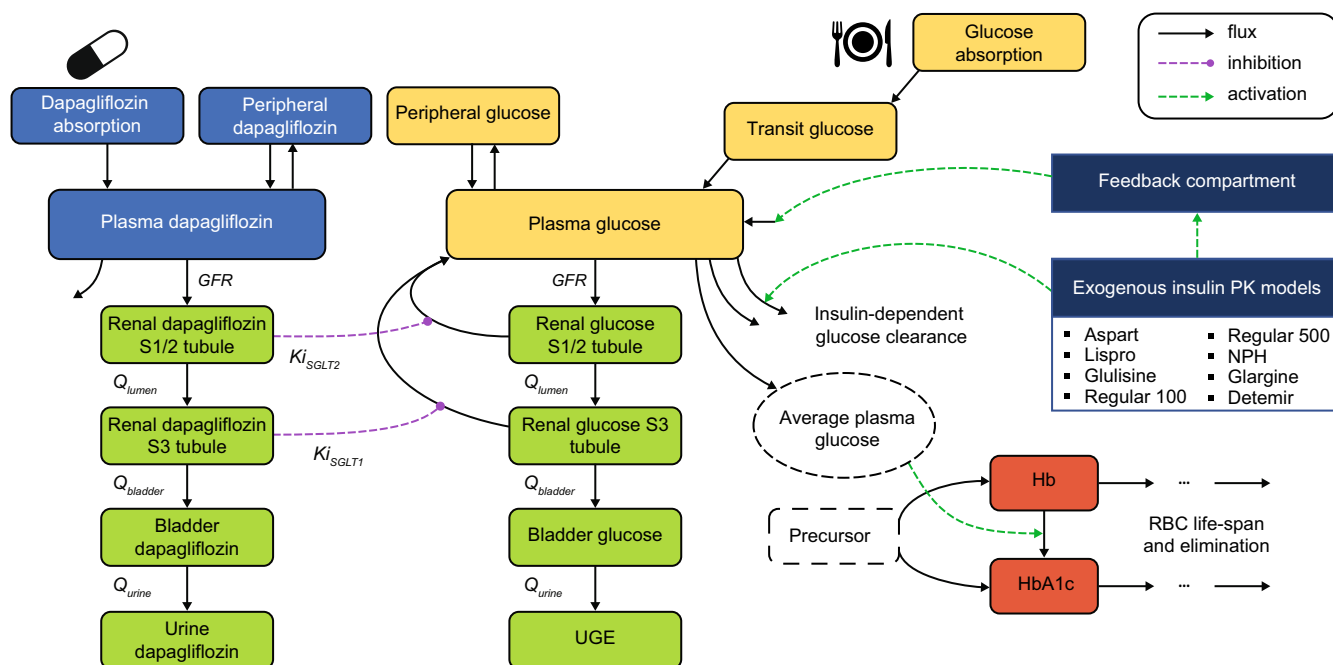 Dapagliflozin
absorption
Peripheral
dapagliflozin
Plasma dapagliflozin
GFR
Renal dapagliflozin
S1/2 tubule
Ki_SGLT2
Q_lumen
Renal dapagliflozin
S3 tubule
Ki_SGLT1
Q_bladder
Bladder
dapagliflozin
Q_urine
Urine
dapagliflozin
Peripheral glucose
Glucose
absorption
Transit glucose
Plasma glucose
GFR
Renal glucose
S1/2 tubule
Q_lumen
Renal glucose S3
tubule
Q_bladder
Bladder glucose
Q_urine
UGE
flux
inhibition
activation
Feedback compartment
Exogenous insulin PK models
▪ Aspart
▪ Lispro
▪ Glulisine
▪ Regular 100
▪ Regular 500
▪ NPH
▪ Glargine
▪ Detemir
Insulin-dependent
glucose clearance
Average plasma
glucose
Precursor
Hb
...
HbA1c
...
RBC life-span
and elimination